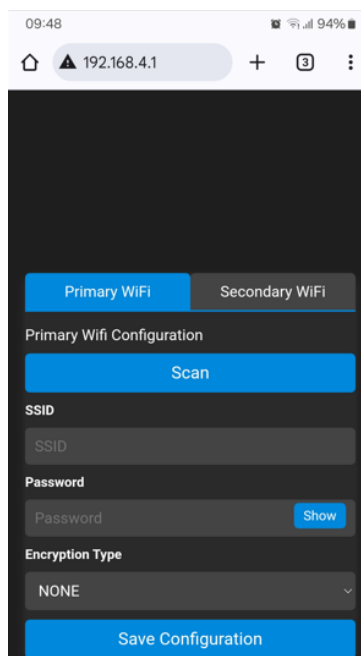 09:48 94%
192.168.4.1 3
Primary WiFi Secondary WiFi
Primary Wifi Configuration
Scan
SSID
SSID
Password
Password Show
Encryption Type
NONE
Save Configuration